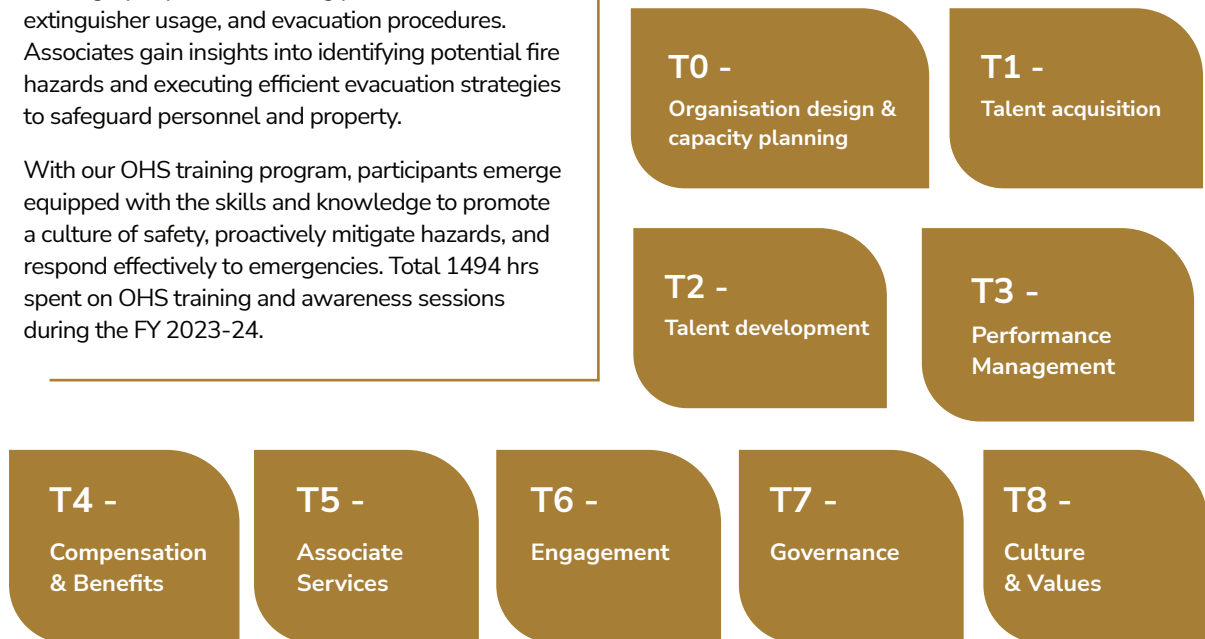 extinguisher usage, and evacuation procedures.
Associates gain insights into identifying potential fire
hazards and executing efficient evacuation strategies
to safeguard personnel and property.
With our OHS training program, participants emerge
equipped with the skills and knowledge to promote
a culture of safety, proactively mitigate hazards, and
respond effectively to emergencies. Total 1494 hrs
spent on OHS training and awareness sessions
during the FY 2023-24.
T0 -
Organisation design &
capacity planning
T1 -
Talent acquisition
T2 -
Talent development
T3 -
Performance
Management
T4 -
Compensation
& Benefits
T5 -
Associate
Services
T6 -
Engagement
T7 -
Governance
T8 -
Culture
& Values